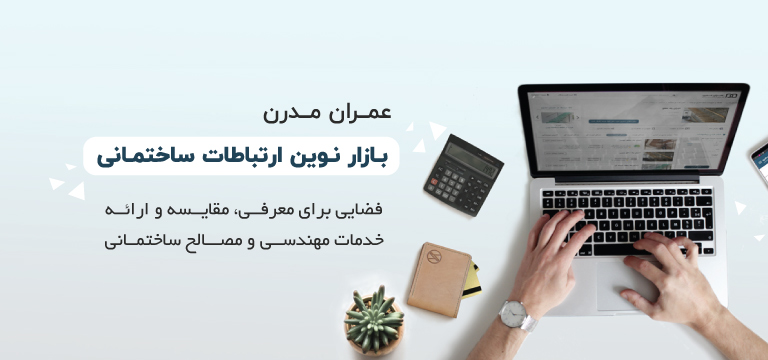 عمران مدرن
بازار نوین ارتباطات ساختمانی
فضایی برای معرفی، مقایسه و ارائه
خدمات مهندسی و مصالح ساختمانی